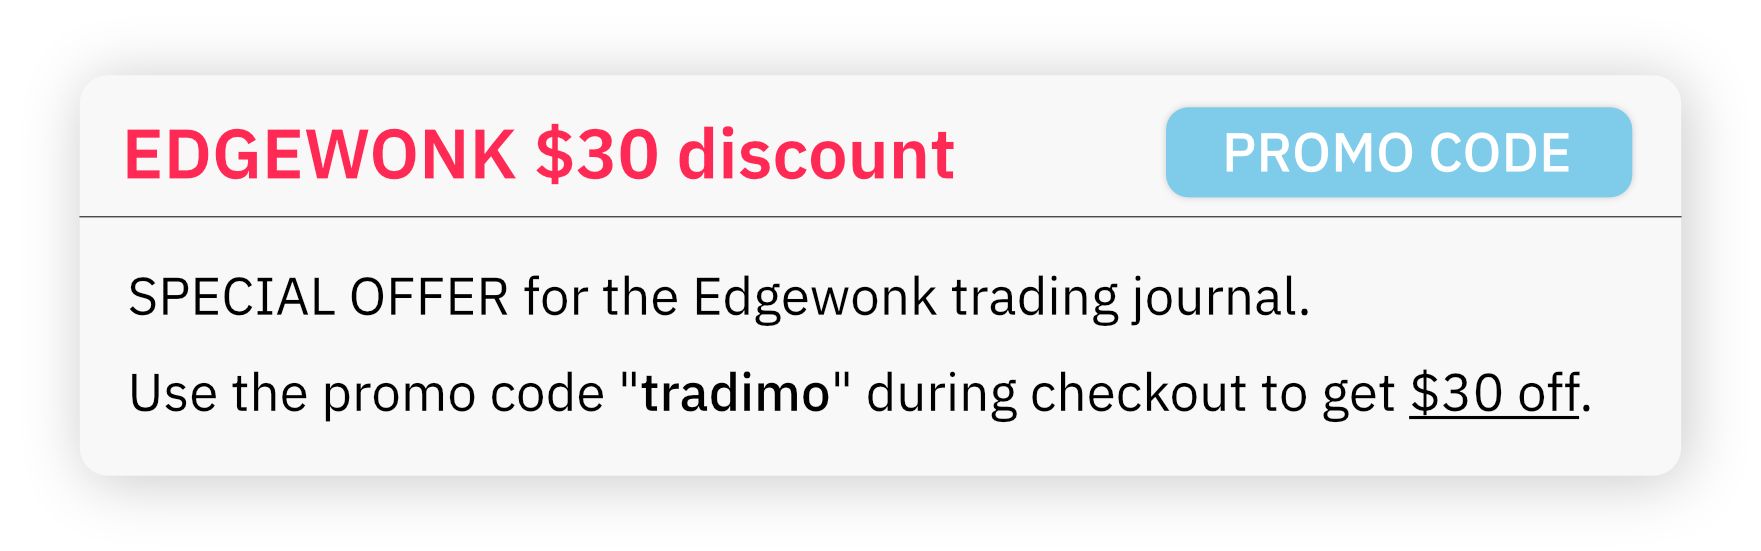 EDGEWONK $30 discount
PROMO CODE
SPECIAL OFFER for the Edgewonk trading journal.
Use the promo code "tradimo" during checkout to get $30 off.